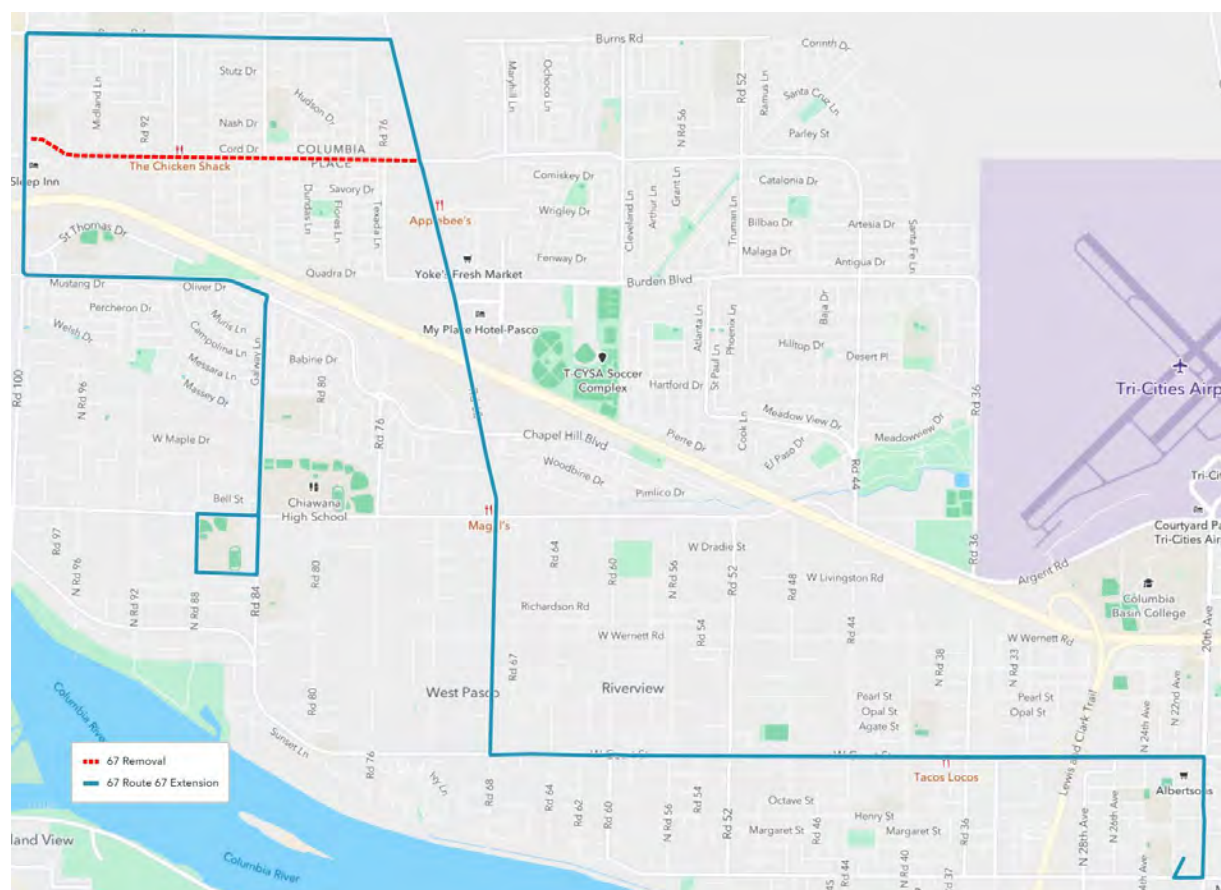 Burns Rd
Corinth Dr
Stutz Dr
Maryhill Ln
Ochoco Ln
Rd 52
Ramus Ln
Midland Ln
Hudson Dr
Santa Cruz Ln
Nash Dr
Rd 92
Rd 76
N Rd 56
Parley St
Cord Dr
COLUMBIA
PLACE
The Chicken Shack
Sleep Inn
Comiskey Dr
Catalonia Dr
Savory Dr
Dundas Ln
Flores Ln
Texada Ln
Cleveland Ln
Arthur Ln
Grant Ln
Truman Ln
Applebee's
Wrigley Dr
Bilbao Dr
Artesia Dr
St Thomas Dr
Santa Fe Ln
Malaga Dr
Fenway Dr
Antigua Dr
Quadra Dr
Yoke's Fresh Market
Burden Blvd
Mustang Dr
Oliver Dr
Percheron Dr
Muris Ln
Welsh Dr
Campolina Ln
Messara Ln
Galway Ln
Massey Dr
My Place Hotel-Pasco
Atlanta Ln
St Paul Ln
Phoenix Ln
Baja Dr
Hilltop Dr
Desert Pl
Babine Dr
T-CYSA Soccer
Complex
Hartford Dr
Tri-Cities Airp
Rd 100
N Rd 96
Rd 80
Rd 76
Rd 36
Meadow View Dr
Meadowview Dr
Cook Ln
W Maple Dr
Chapel Hill Blvd
Pierre Dr
El Paso Dr
Woodbine Dr
Rd 44
Pimlico Dr
Bell St
Chiawana
High School
Magill's
Tri-Ci
Courtyard Pa
Tri-Cities Air
Rd 97
N Rd 96
N Rd 92
N Rd 88
Rd 84
Rd 80
Rd 64
Rd 60
N Rd 56
W Dradie St
Rd 52
Rd 48
W Livingston Rd
Rd 36
Argent Rd
Columbia
Basin College
Richardson Rd
W Wernett Rd
Rd 54
Rd 44
W Wernett Rd
20th Ave
Rd 67
N Rd 38
N Rd 33
West Pasco
Riverview
Rd 80
Pearl St
Opal St
Agate St
Pearl St
Opal St
N 24th Ave
N 22nd Ave
Columbia River
Sunset Ln
Rd 76
Lewis and Clark Trail
67 Removal
67 Route 67 Extension
Tacos Locos
Albertsons
Ivy Ln
Rd 68
Rd 64
Rd 62
Rd 60
N Rd 56
Rd 54
Rd 52
Octave St
Margaret St
Rd 46
Henry St
Margaret St
Rd 36
N 28th Ave
N 26th Ave
land View
Columbia River
Rd 44
N Rd 40
Rd 37
4th Ave
45